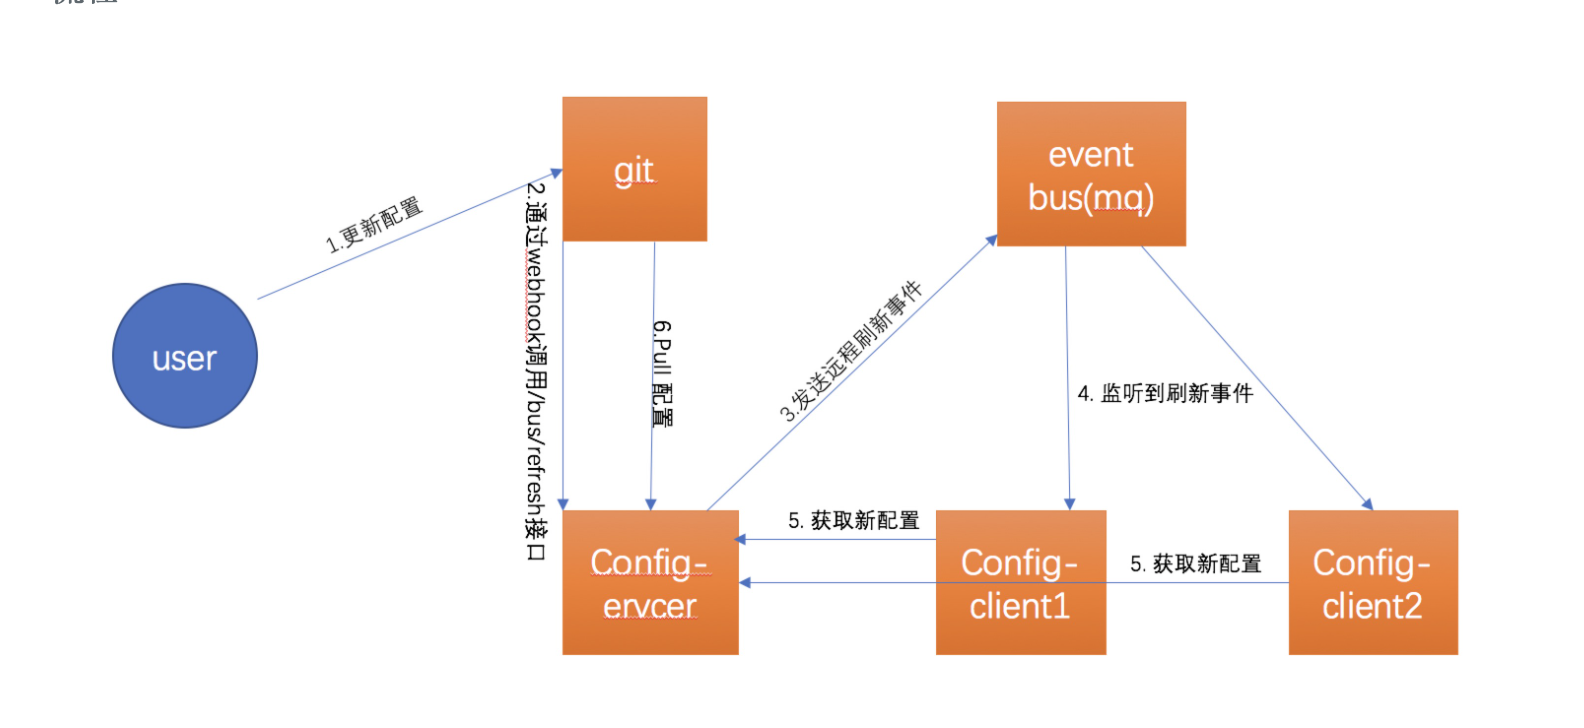 git
event
bus(mq)
1.更新配置
2.通过webhook调用/bus/refresh接口
user
6.Pull 配置
3.发送远程刷新事件
4. 监听到刷新事件
5. 获取新配置
5. 获取新配置
Config-
ervcer
Config-
client1
Config-
client2